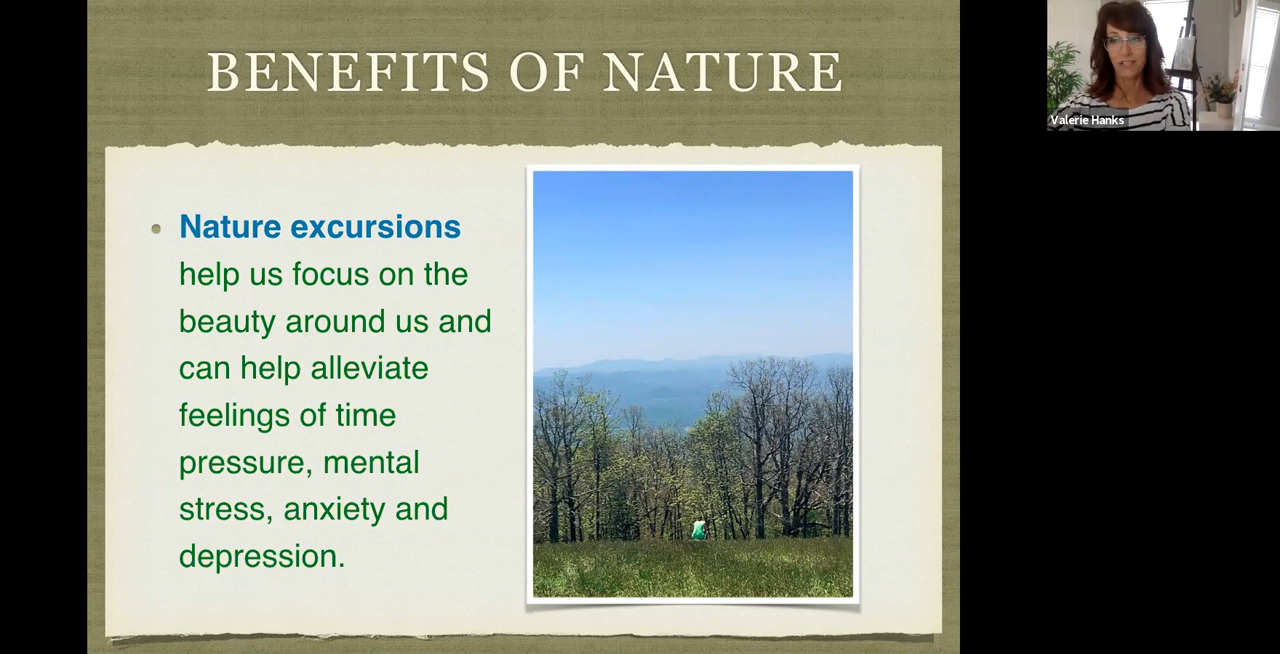 BENEFITS OF NATURE
Valerie Hanks
• Nature excursions
help us focus on the
beauty around us and
can help alleviate
feelings of time
pressure, mental
stress, anxiety and
depression.